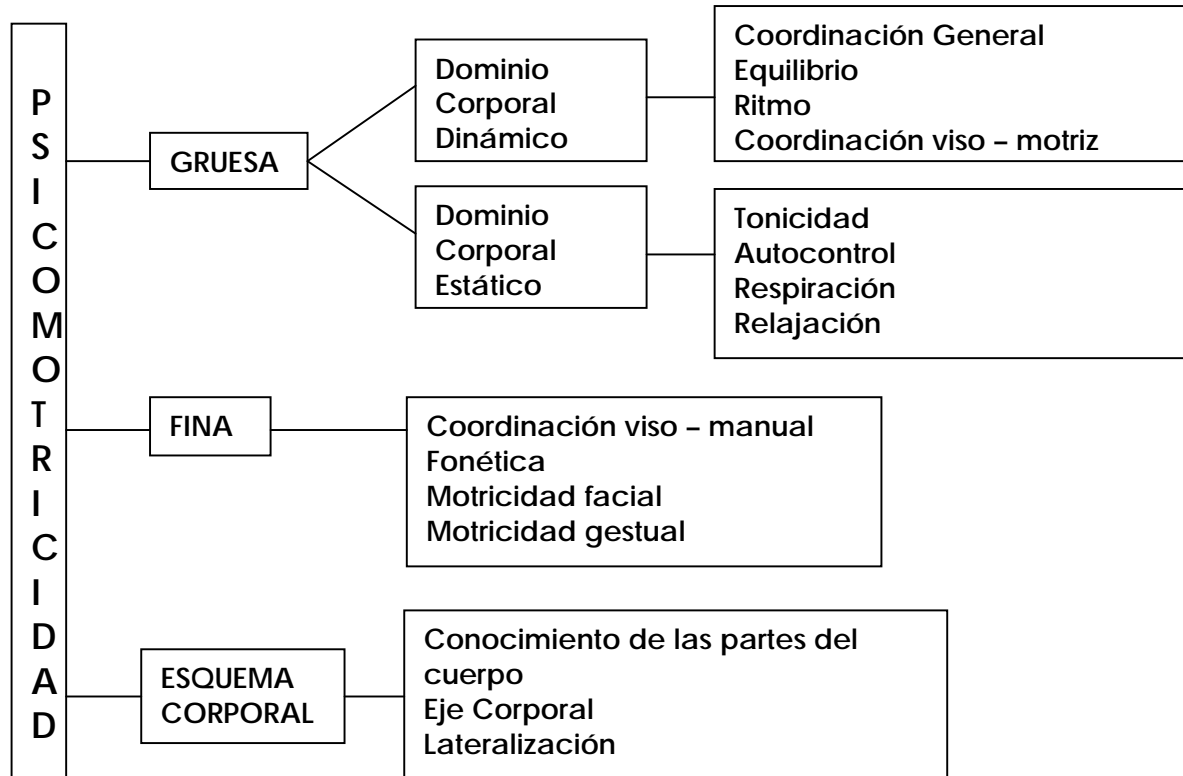 PSICOMOTRICIDAD
GRUESA
Dominio
Corporal
Dinámico
Coordinación General
Equilibrio
Ritmo
Coordinación viso – motriz
Dominio
Corporal
Estático
Tonicidad
Autocontrol
Respiración
Relajación
FINA
Coordinación viso – manual
Fonética
Motricidad facial
Motricidad gestual
ESQUEMA
CORPORAL
Conocimiento de las partes del
cuerpo
Eje Corporal
Lateralización